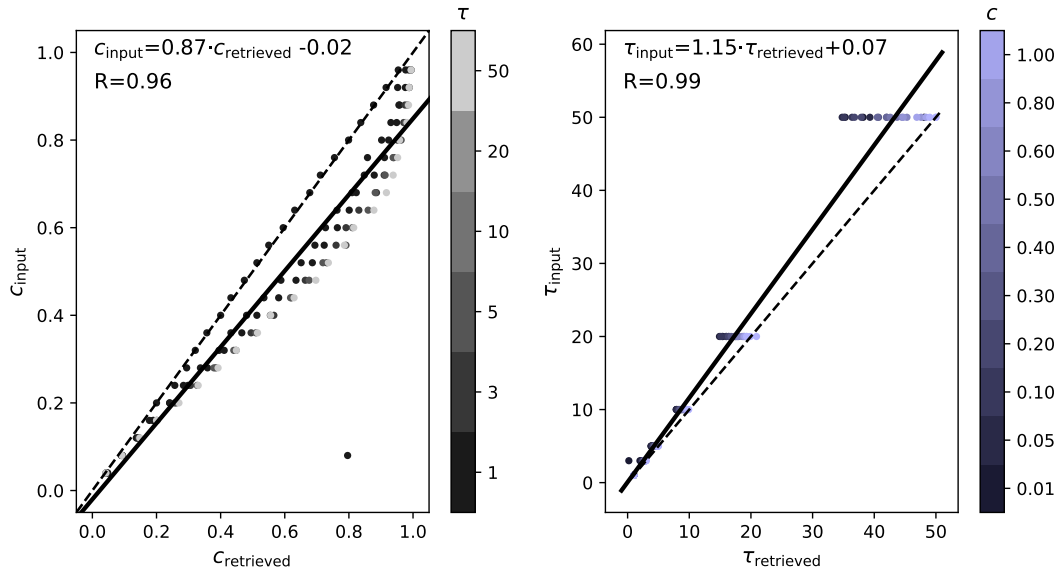 τ
c_input=0.87·c_retrieved -0.02
R=0.96
1.0
0.8
0.6
0.4
0.2
0.0
c_input
0.0 0.2 0.4 0.6 0.8 1.0
c_retrieved
50
20
10
5
3
1
c
τ_input=1.15·τ_retrieved+0.07
R=0.99
60
50
40
30
20
10
0
τ_input
0 10 20 30 40 50
τ_retrieved
1.00
0.80
0.60
0.50
0.40
0.30
0.20
0.10
0.05
0.01